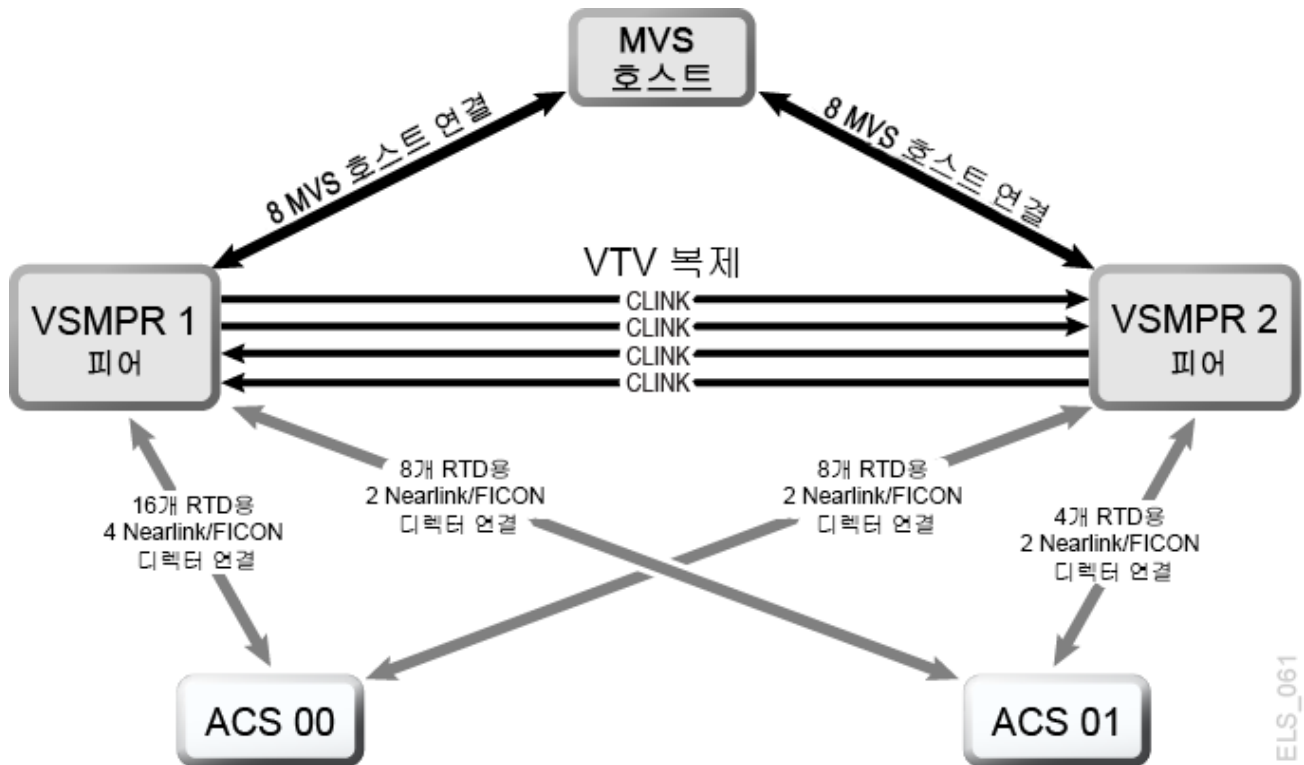 MVS
호스트
8 MVS 호스트 연결
8 MVS 호스트 연결
VTV 복제
VSMPR 1
피어
CLINK
CLINK
CLINK
CLINK
VSMPR 2
피어
16개 RTD용
4 Nearlink/FICON
디렉터 연결
8개 RTD용
2 Nearlink/FICON
디렉터 연결
8개 RTD용
2 Nearlink/FICON
디렉터 연결
4개 RTD용
2 Nearlink/FICON
디렉터 연결
ACS 00
ACS 01
ELS_061